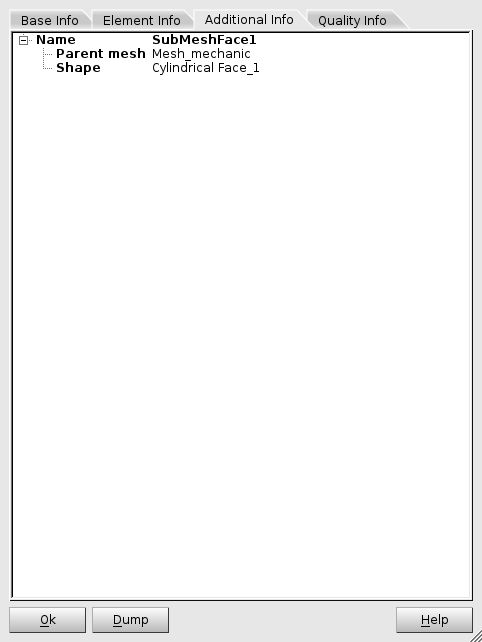 Base Info Element Info Additional Info Quality Info
Name SubMeshFace1
Parent mesh Mesh_mechanic
Shape Cylindrical Face_1
Ok Dump Help